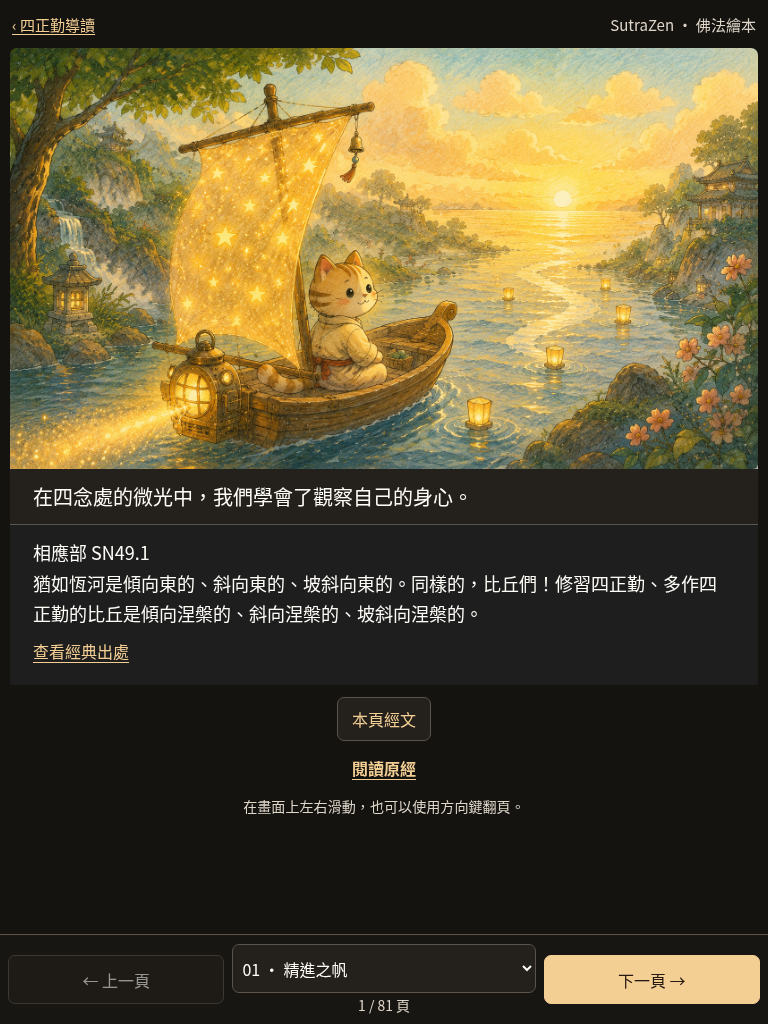 ‹ 四正勤導讀
SutraZen · 佛法繪本
在四念處的微光中，我們學會了觀察自己的身心。
相應部 SN49.1
猶如恆河是傾向東的、斜向東的、坡斜向東的。同樣的，比丘們！修習四正勤、多作四
正勤的比丘是傾向涅槃的、斜向涅槃的、坡斜向涅槃的。
查看經典出處
本頁經文
閱讀原經
在畫面上左右滑動，也可以使用方向鍵翻頁。
← 上一頁
01 · 精進之帆
下一頁 →
1 / 81 頁